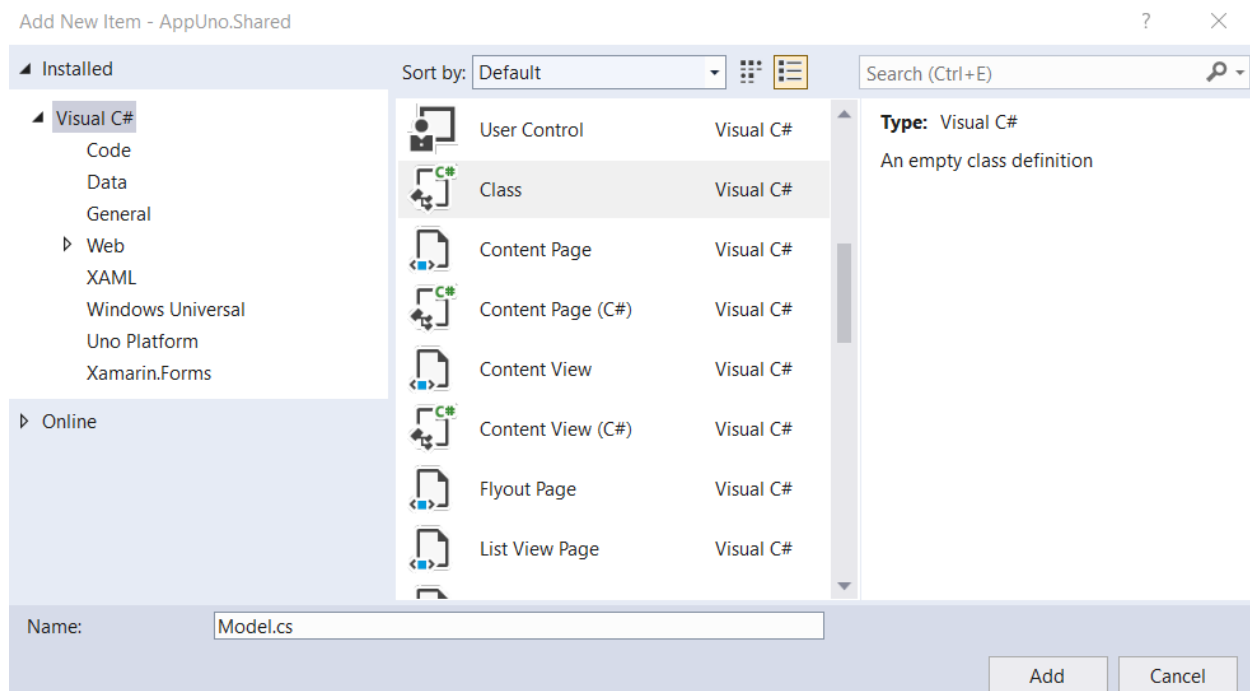 Add New Item - AppUno.Shared
?
Installed
Sort by: Default
Search (Ctrl+E)
Visual C#
Code
Data
General
Web
XAML
Windows Universal
Uno Platform
Xamarin.Forms
Online
User Control Visual C#
C# Class Visual C#
Content Page Visual C#
C# Content Page (C#) Visual C#
Content View Visual C#
C# Content View (C#) Visual C#
Flyout Page Visual C#
List View Page Visual C#
Type: Visual C#
An empty class definition
Name: Model.cs
Add Cancel